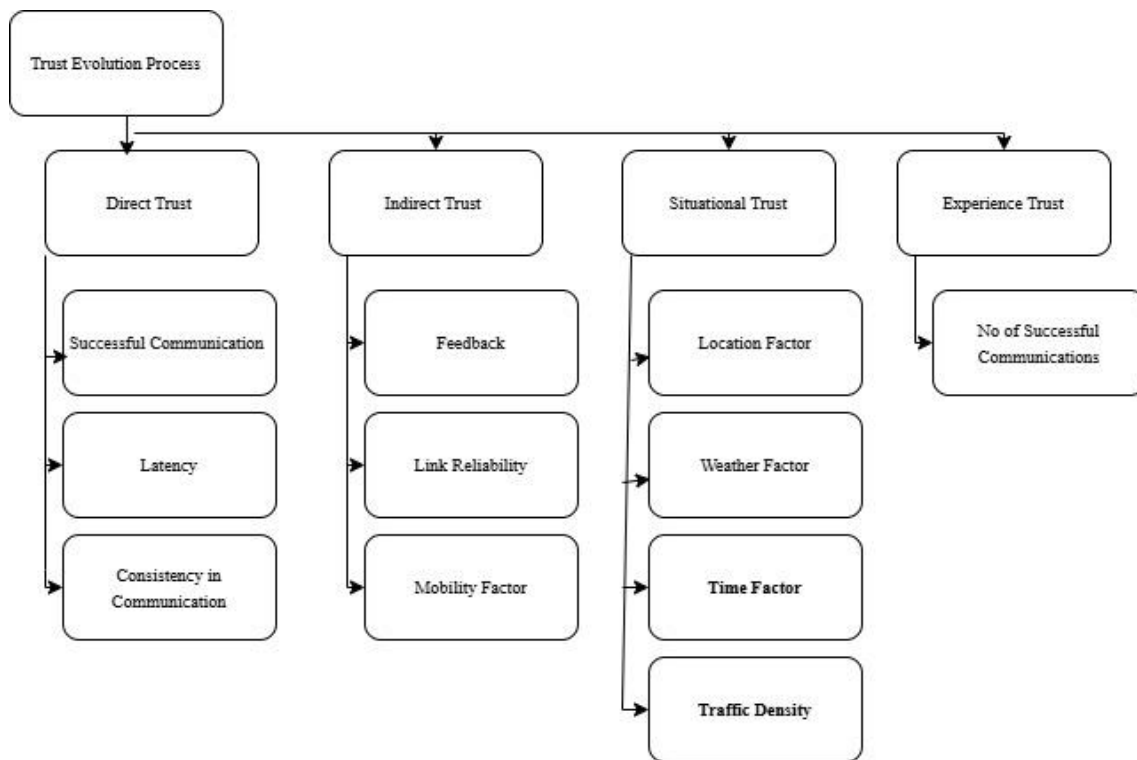 Trust Evolution Process
Direct Trust
Indirect Trust
Situational Trust
Experience Trust
Successful Communication
Feedback
Location Factor
No of Successful
Communications
Latency
Link Reliability
Weather Factor
Consistency in
Communication
Mobility Factor
Time Factor
Traffic Density